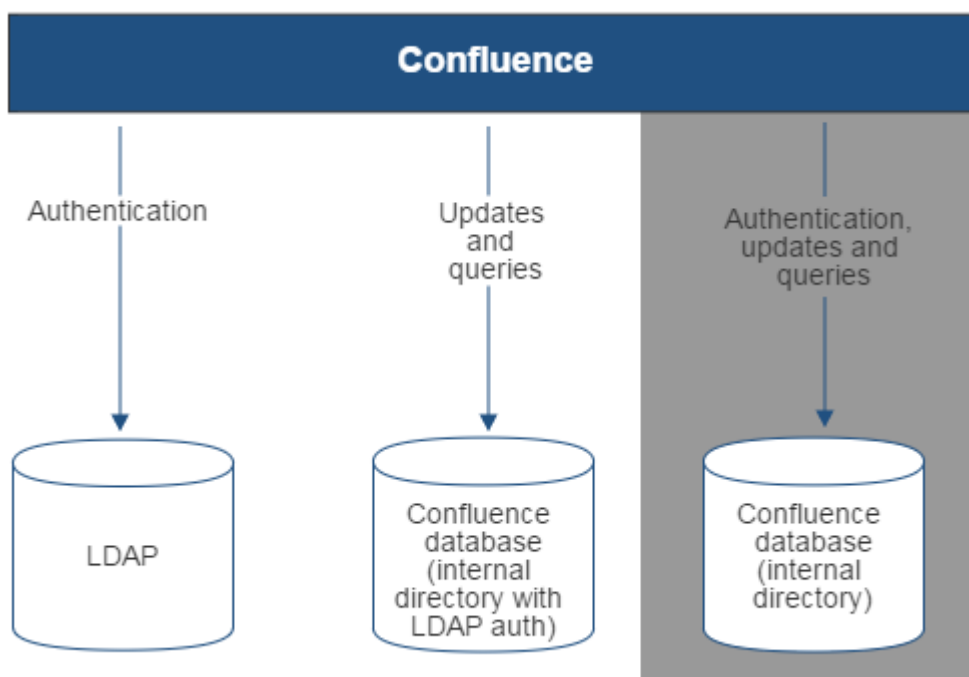 Confluence
Authentication
Updates
and
queries
Authentication,
updates and
queries
LDAP
Confluence
database
(internal
directory with
LDAP auth)
Confluence
database
(internal
directory)